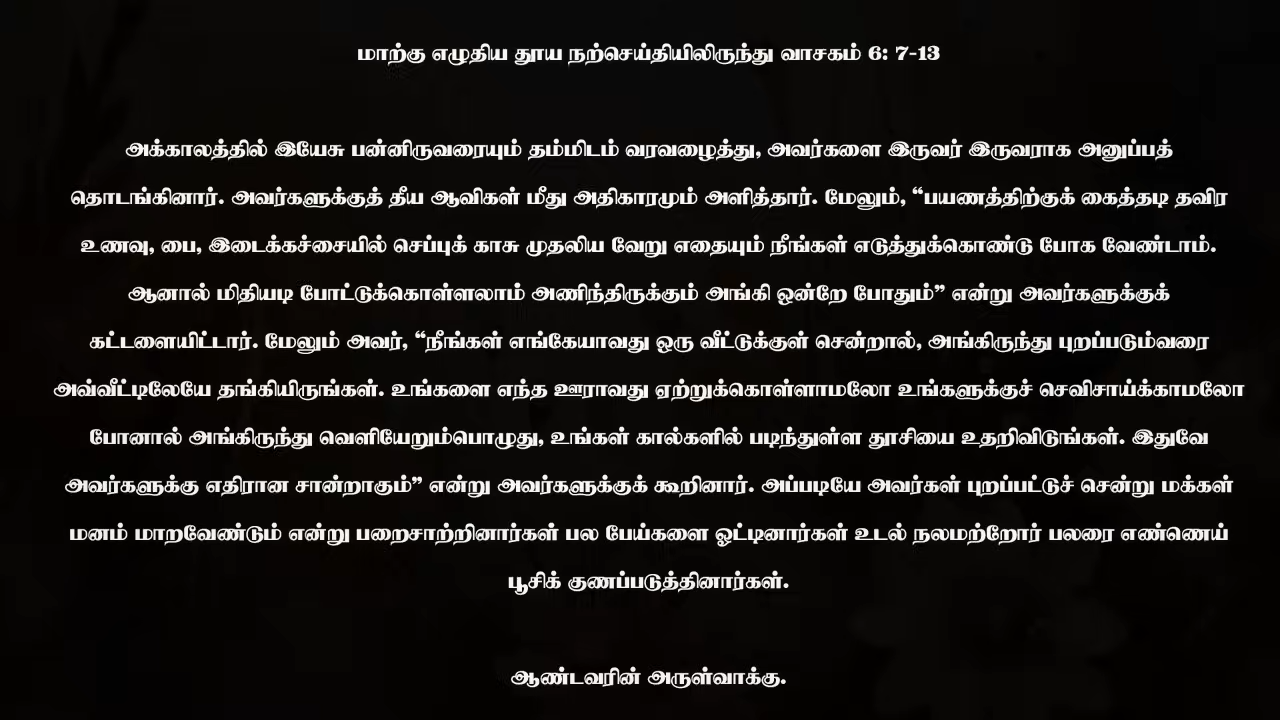 மாற்கு எழுதிய தூய நற்செய்தியிலிருந்து வாசகம் 6: 7-13
அக்காலத்தில் இயேசு பன்னிருவரையும் தம்மிடம் வரவழைத்து, அவர்களை இருவர் இருவராக அனுப்பத்
தொடங்கினார். அவர்களுக்குத் தீய ஆவிகள் மீது அதிகாரமும் அளித்தார். மேலும், “பயணத்திற்குக் கைத்தடி தவிர
உணவு, பை, இடைக்கச்சையில் செப்புக் காசு முதலிய வேறு எதையும் நீங்கள் எடுத்துக்கொண்டு போக வேண்டாம்.
ஆனால் மிதியடி போட்டுக்கொள்ளலாம் அணிந்திருக்கும் அங்கி ஒன்றே போதும்” என்று அவர்களுக்குக்
கட்டளையிட்டார். மேலும் அவர், “நீங்கள் எங்கேயாவது ஒரு வீட்டுக்குள் சென்றால், அங்கிருந்து புறப்படும்வரை
அவ்வீட்டிலேயே தங்கியிருங்கள். உங்களை எந்த ஊராவது ஏற்றுக்கொள்ளாமலோ உங்களுக்குச் செவிசாய்க்காமலோ
போனால் அங்கிருந்து வெளியேறும்பொழுது, உங்கள் கால்களில் படிந்துள்ள தூசியை உதறிவிடுங்கள். இதுவே
அவர்களுக்கு எதிரான சான்றாகும்” என்று அவர்களுக்குக் கூறினார். அப்படியே அவர்கள் புறப்பட்டுச் சென்று மக்கள்
மனம் மாறவேண்டும் என்று பறைசாற்றினார்கள் பல பேய்களை ஓட்டினார்கள் உடல் நலமற்றோர் பலரை எண்ணெய்
பூசிக் குணப்படுத்தினார்கள்.
ஆண்டவரின் அருள்வாக்கு.